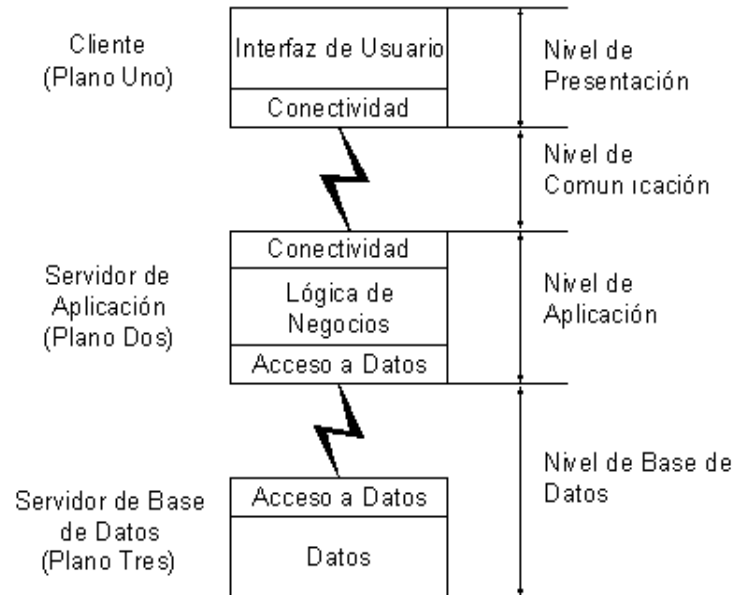 Cliente
(Plano Uno)
Interfaz de Usuario
Conectividad
Nivel de
Presentación
Nivel de
Comunicación
Servidor de
Aplicación
(Plano Dos)
Conectividad
Lógica de
Negocios
Acceso a Datos
Nivel de
Aplicación
Servidor de Base
de Datos
(Plano Tres)
Acceso a Datos
Datos
Nivel de Base de
Datos